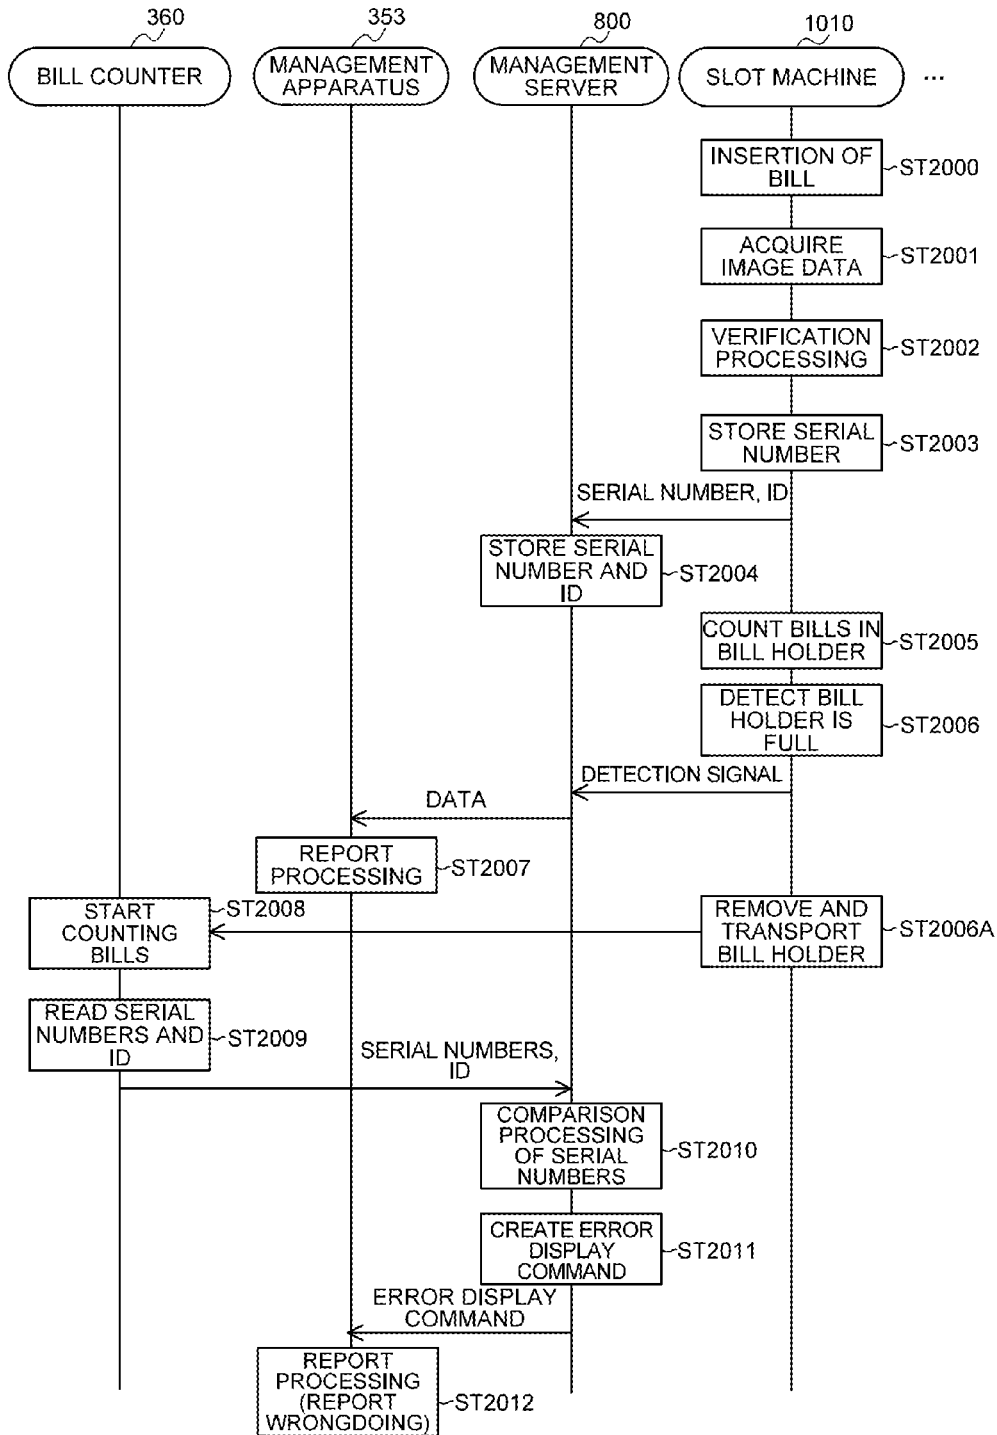 360
353
800
1010
BILL COUNTER
MANAGEMENT
APPARATUS
MANAGEMENT
SERVER
SLOT MACHINE
...
INSERTION OF
BILL
ST2000
ACQUIRE
IMAGE DATA
ST2001
VERIFICATION
PROCESSING
ST2002
STORE SERIAL
NUMBER
ST2003
SERIAL NUMBER, ID
STORE SERIAL
NUMBER AND
ID
ST2004
COUNT BILLS IN
BILL HOLDER
ST2005
DETECT BILL
HOLDER IS
FULL
ST2006
DETECTION SIGNAL
DATA
REPORT
PROCESSING
ST2007
START
COUNTING
BILLS
ST2008
REMOVE AND
TRANSPORT
BILL HOLDER
ST2006A
READ SERIAL
NUMBERS AND
ID
ST2009
SERIAL NUMBERS,
ID
COMPARISON
PROCESSING
OF SERIAL
NUMBERS
ST2010
CREATE ERROR
DISPLAY
COMMAND
ST2011
ERROR DISPLAY
COMMAND
REPORT
PROCESSING
(REPORT
WRONGDOING)
ST2012